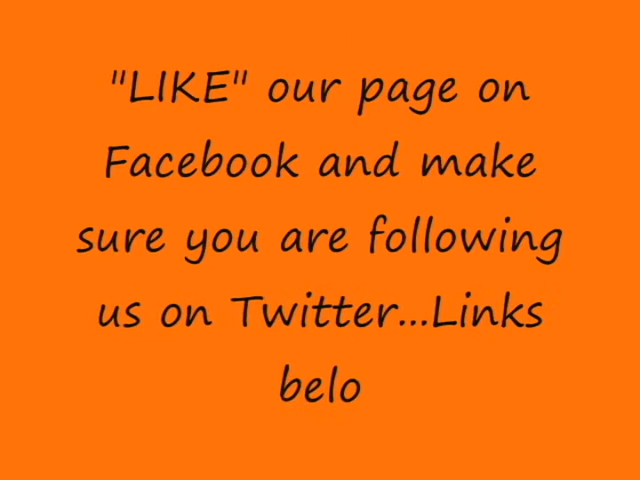 "LIKE" our page on
Facebook and make
sure you are following
us on Twitter...Links
belo